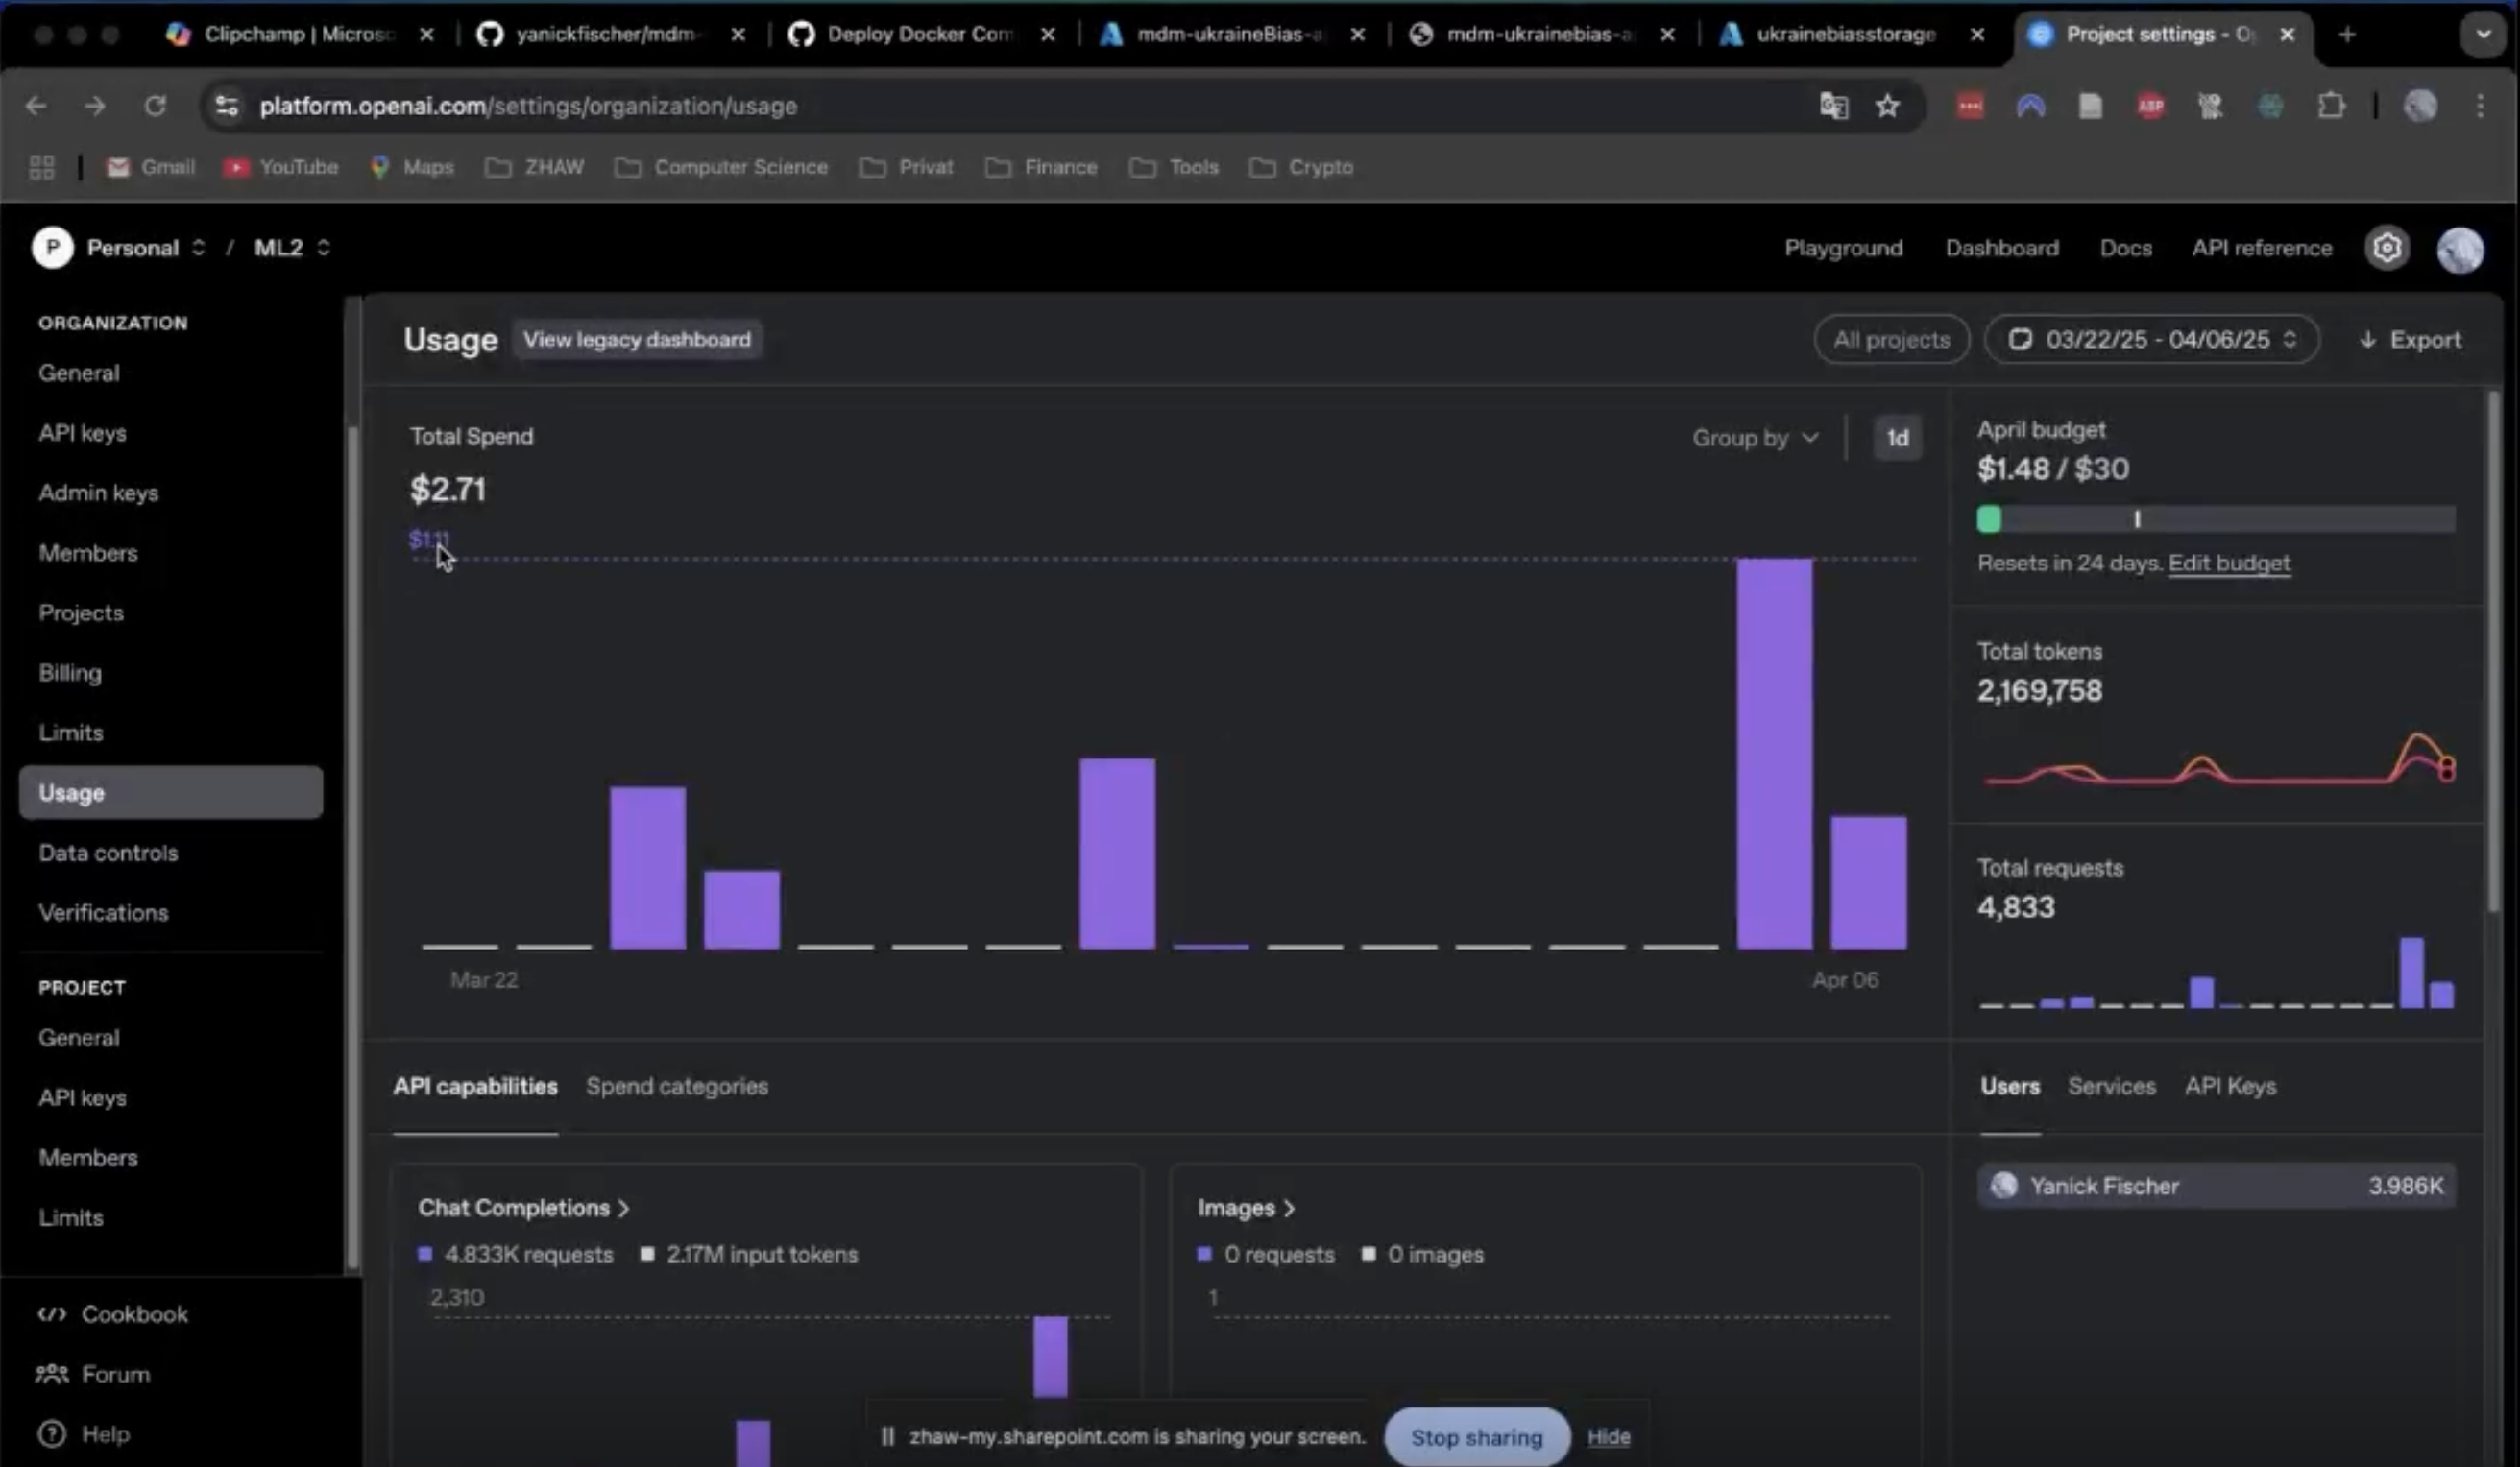 Clipchamp | Microso
yanickfischer/mdm-
Deploy Docker Com
mdm-ukraineBias-a
mdm-ukrainebias-a
ukrainebiasstorage
Project settings - O
platform.openai.com/settings/organization/usage
Gmail YouTube Maps ZHAW Computer Science Privat Finance Tools Crypto
P Personal / ML2
Playground Dashboard Docs API reference
ORGANIZATION
General
API keys
Admin keys
Members
Projects
Billing
Limits
Usage
Data controls
Verifications
PROJECT
General
API keys
Members
Limits
Cookbook
Forum
Help
Usage View legacy dashboard
All projects 03/22/25 - 04/06/25 Export
Total Spend
Group by 1d
$2.71
$1.11
Mar 22 Apr 06
April budget
$1.48 / $30
Resets in 24 days. Edit budget
Total tokens
2,169,758
Total requests
4,833
API capabilities Spend categories
Users Services API Keys
Yanick Fischer 3.986K
Chat Completions >
4.833K requests 2.17M input tokens
2,310
Images >
0 requests 0 images
1
zhaw-my.sharepoint.com is sharing your screen. Stop sharing Hide